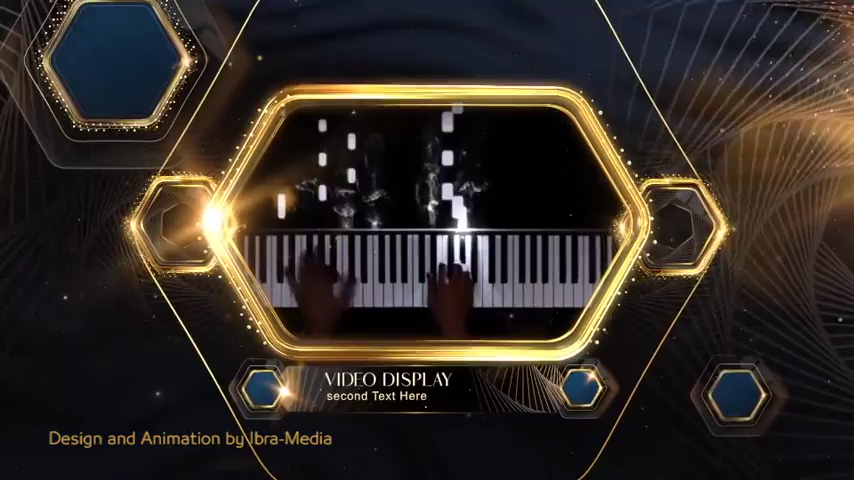 VIDEO DISPLAY
second Text Here
Design and Animation by Ibra-Media